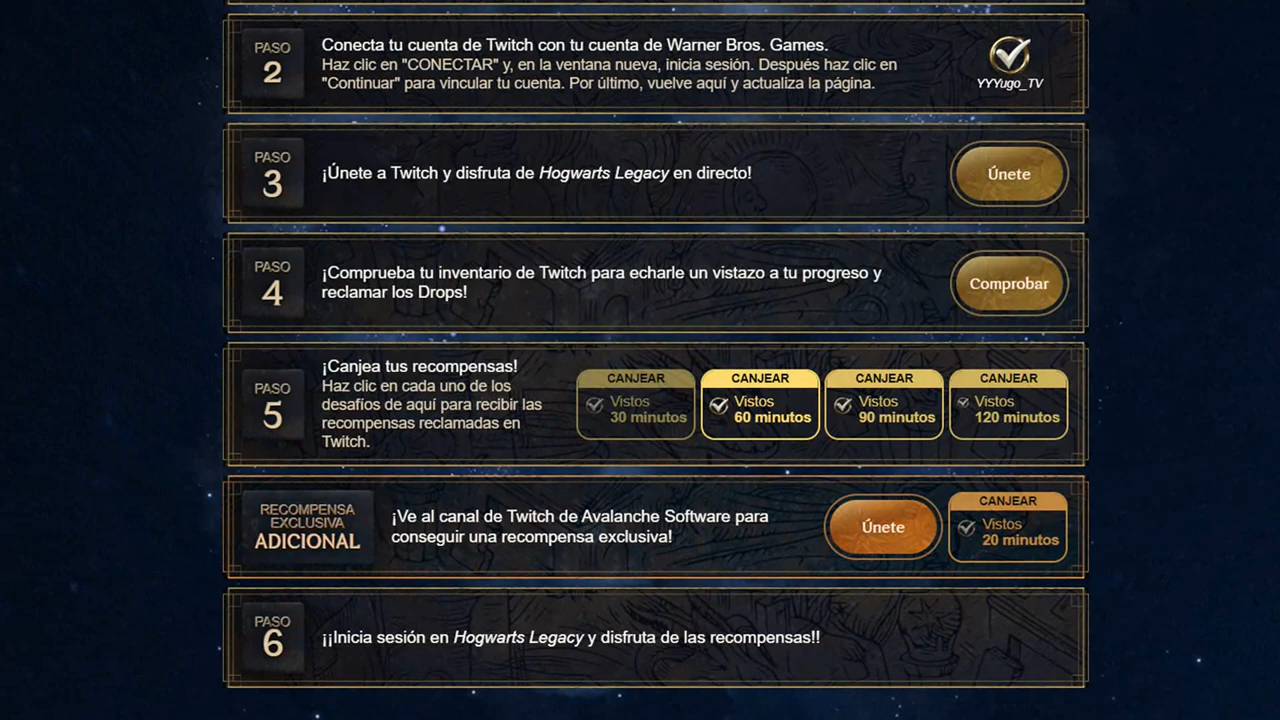 PASO
2
Conecta tu cuenta de Twitch con tu cuenta de Warner Bros. Games.
Haz clic en "CONECTAR" y, en la ventana nueva, inicia sesión. Después haz clic en
"Continuar" para vincular tu cuenta. Por último, vuelve aquí y actualiza la página.
YYYugo_TV
PASO
3
¡Únete a Twitch y disfruta de Hogwarts Legacy en directo!
Únete
PASO
4
¡Comprueba tu inventario de Twitch para echarle un vistazo a tu progreso y
reclamar los Drops!
Comprobar
PASO
5
¡Canjea tus recompensas!
Haz clic en cada uno de los
desafíos de aquí para recibir las
recompensas reclamadas en
Twitch.
CANJEAR
Vistos
30 minutos
CANJEAR
Vistos
60 minutos
CANJEAR
Vistos
90 minutos
CANJEAR
Vistos
120 minutos
RECOMPENSA
EXCLUSIVA
ADICIONAL
¡Ve al canal de Twitch de Avalanche Software para
conseguir una recompensa exclusiva!
Únete
CANJEAR
Vistos
20 minutos
PASO
6
¡¡Inicia sesión en Hogwarts Legacy y disfruta de las recompensas!!